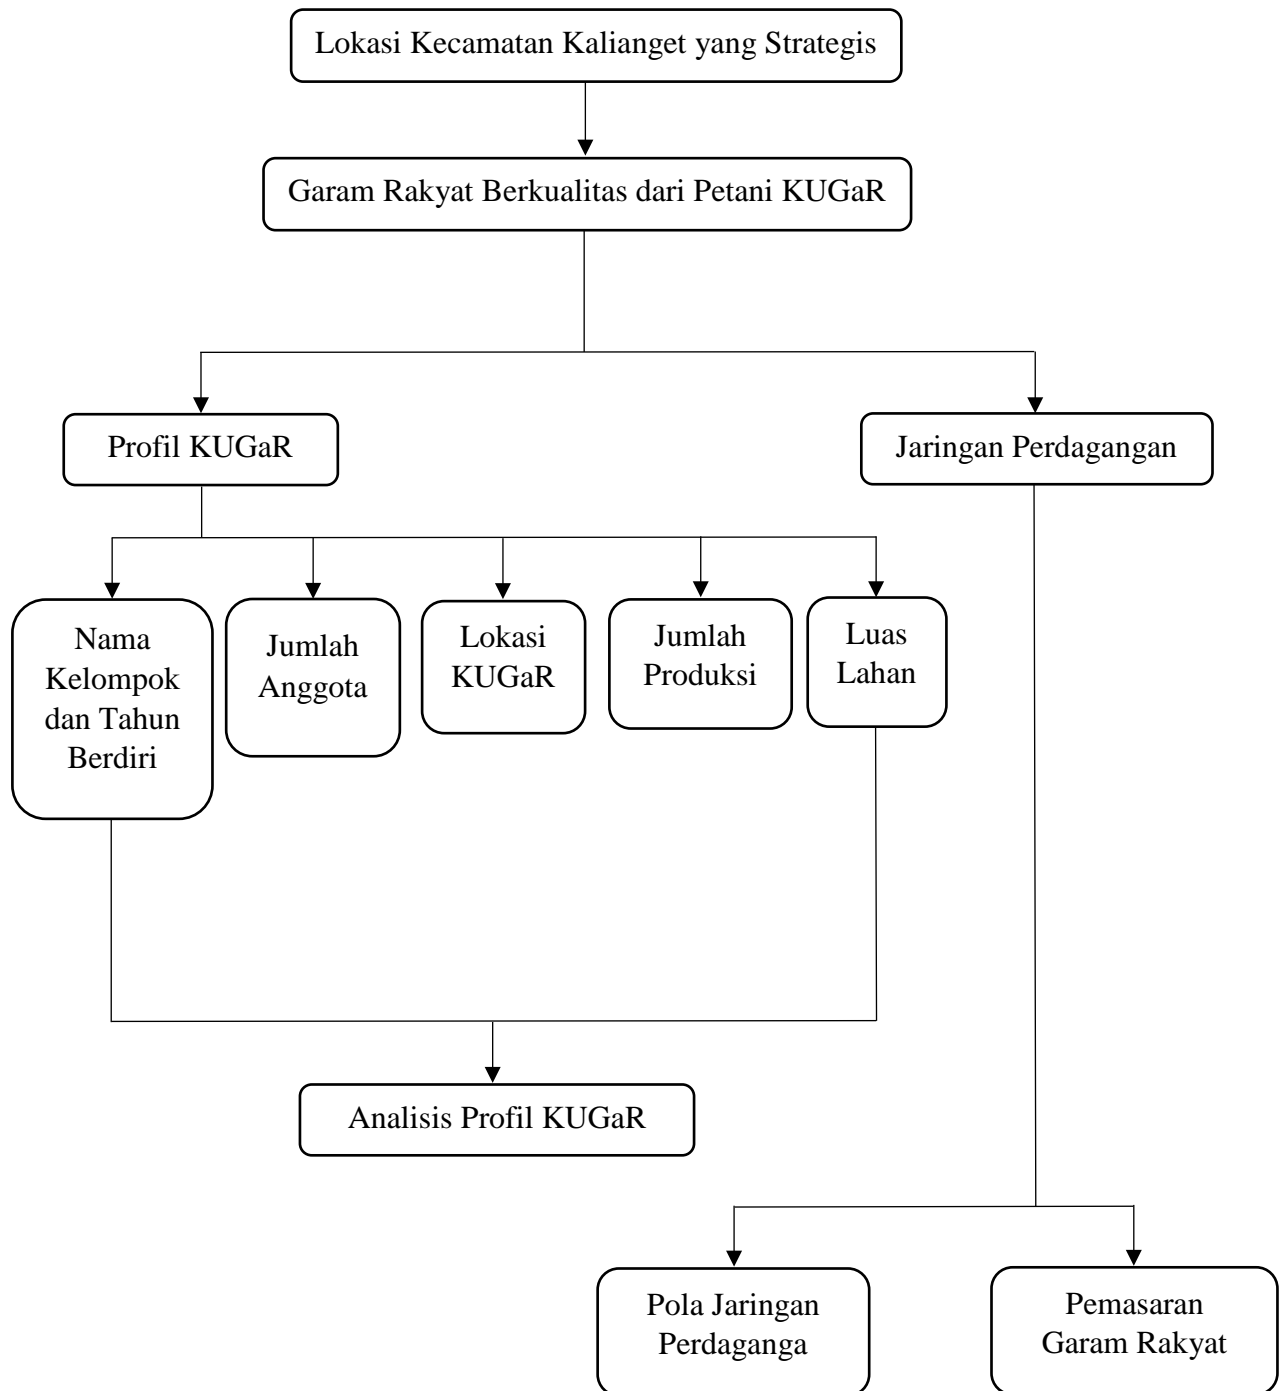 Lokasi Kecamatan Kalianget yang Strategis
Garam Rakyat Berkualitas dari Petani KUGaR
Profil KUGaR
Jaringan Perdagangan
Nama
Kelompok
dan Tahun
Berdiri
Jumlah
Anggota
Lokasi
KUGaR
Jumlah
Produksi
Luas
Lahan
Analisis Profil KUGaR
Pola Jaringan
Perdaganga
Pemasaran
Garam Rakyat